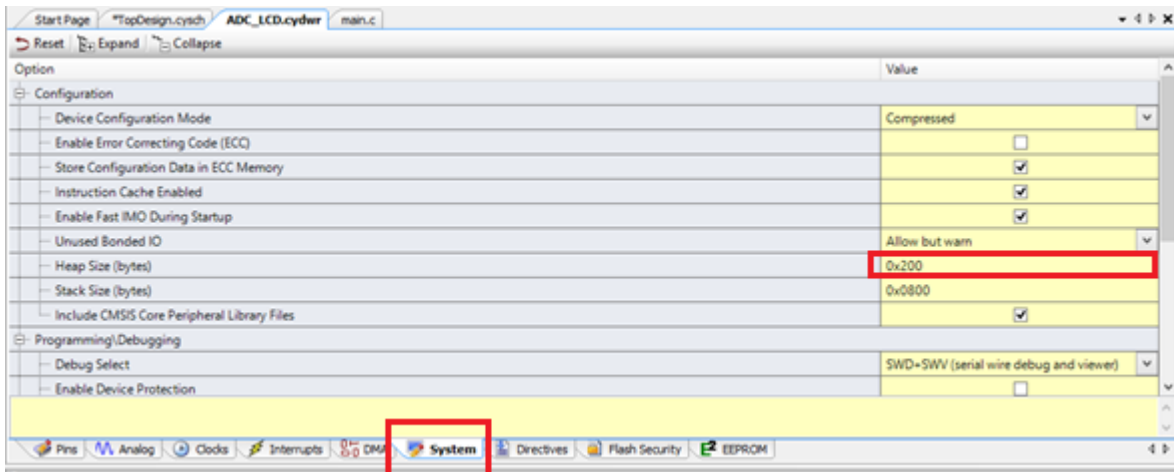 Start Page *TopDesign.cysch ADC_LCD.cydwr main.c
Reset Expand Collapse
Option Value
Configuration
Device Configuration Mode Compressed
Enable Error Correcting Code (ECC)
Store Configuration Data in ECC Memory
Instruction Cache Enabled
Enable Fast IMO During Startup
Unused Bonded IO Allow but warn
Heap Size (bytes) 0x200
Stack Size (bytes) 0x0800
Include CMSIS Core Peripheral Library Files
Programming\Debugging
Debug Select SWD+SWV (serial wire debug and viewer)
Enable Device Protection
Pins Analog Clocks Interrupts DMA System Directives Flash Security EEPROM